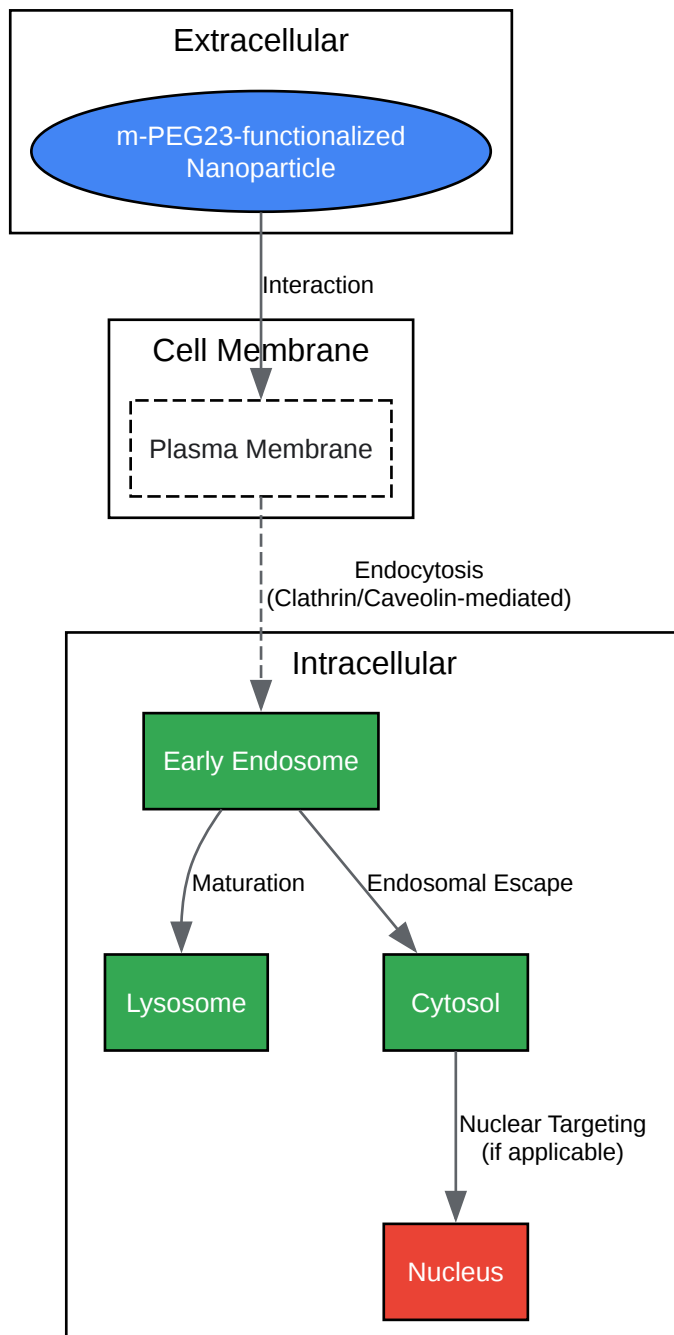 Extracellular
m-PEG23-functionalized
Nanoparticle
Interaction
Cell Membrane
Plasma Membrane
Endocytosis
(Clathrin/Caveolin-mediated)
Intracellular
Early Endosome
Maturation
Endosomal Escape
Lysosome
Cytosol
Nuclear Targeting
(if applicable)
Nucleus